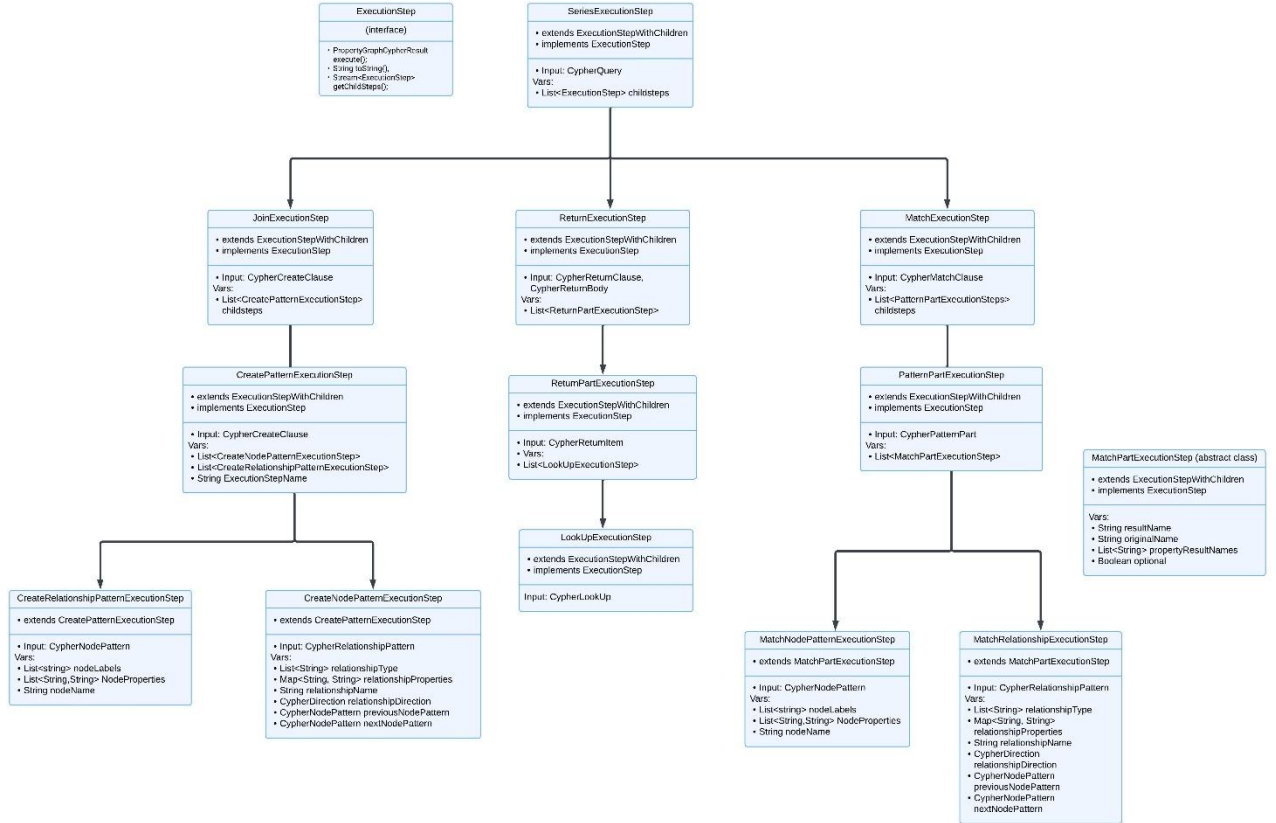 ExecutionStep
(interface)
• PropertyGraphCypherResult
execute();
• String toString(),
• Stream<ExecutionStep>
getChildSteps();
SeriesExecutionStep
• extends ExecutionStepWithChildren
• implements ExecutionStep
• Input: CypherQuery
Vars:
• List<ExecutionStep> childsteps
JoinExecutionStep
• extends ExecutionStepWithChildren
• implements ExecutionStep
• Input: CypherCreateClause
Vars:
• List<CreatePatternExecutionStep>
childsteps
ReturnExecutionStep
• extends ExecutionStepWithChildren
• implements ExecutionStep
• Input: CypherReturnClause,
CypherReturnBody
Vars:
• List<ReturnPartExecutionStep>
MatchExecutionStep
• extends ExecutionStepWithChildren
• implements ExecutionStep
• Input: CypherMatchClause
Vars:
• List<PatternPartExecutionSteps>
childsteps
CreatePatternExecutionStep
• extends ExecutionStepWithChildren
• implements ExecutionStep
• Input: CypherCreateClause
Vars:
• List<CreateNodePatternExecutionStep>
• List<CreateRelationshipPatternExecutionStep>
• String ExecutionStepName
ReturnPartExecutionStep
• extends ExecutionStepWithChildren
• implements ExecutionStep
• Input: CypherReturnItem
• Vars:
• List<LookUpExecutionStep>
PatternPartExecutionStep
• extends ExecutionStepWithChildren
• implements ExecutionStep
• Input: CypherPatternPart
Vars:
• List<MatchPartExecutionStep>
MatchPartExecutionStep (abstract class)
• extends ExecutionStepWithChildren
• implements ExecutionStep
Vars:
• String resultName
• String originalName
• List<String> propertyResultNames
• Boolean optional
LookUpExecutionStep
• extends ExecutionStepWithChildren
• implements ExecutionStep
Input: CypherLookUp
CreateRelationshipPatternExecutionStep
• extends CreatePatternExecutionStep
• Input: CypherNodePattern
Vars:
• List<string> nodeLabels
• List<String,String> NodeProperties
• String nodeName
CreateNodePatternExecutionStep
• extends CreatePatternExecutionStep
• Input: CypherRelationshipPattern
Vars:
• List<String> relationshipType
• Map<String, String> relationshipProperties
• String relationshipName
• CypherDirection relationshipDirection
• CypherNodePattern previousNodePattern
• CypherNodePattern nextNodePattern
MatchNodePatternExecutionStep
• extends MatchPartExecutionStep
• Input: CypherNodePattern
Vars:
• List<string> nodeLabels
• List<String,String> NodeProperties
• String nodeName
MatchRelationshipExecutionStep
• extends MatchPartExecutionStep
• Input: CypherRelationshipPattern
Vars:
• List<String> relationshipType
• Map<String, String>
relationshipProperties
• String relationshipName
• CypherDirection
relationshipDirection
• CypherNodePattern
previousNodePattern
• CypherNodePattern
nextNodePattern